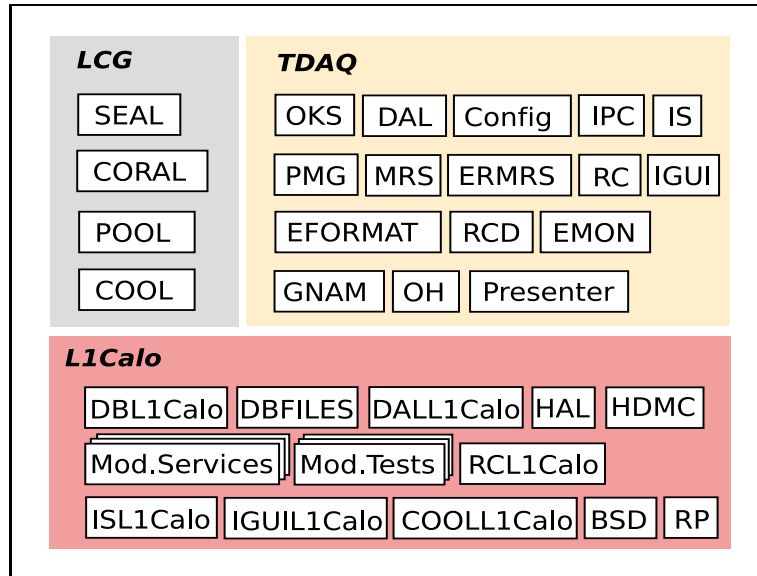 LCG
SEAL
CORAL
POOL
COOL
TDAQ
OKS DAL Config IPC IS
PMG MRS ERMRS RC IGUI
EFORMAT RCD EMON
GNAM OH Presenter
L1Calo
DBL1Calo DBFILES DALL1Calo HAL HDMC
Mod.Services Mod.Tests RCL1Calo
ISL1Calo IGUIL1Calo COOLL1Calo BSD RP